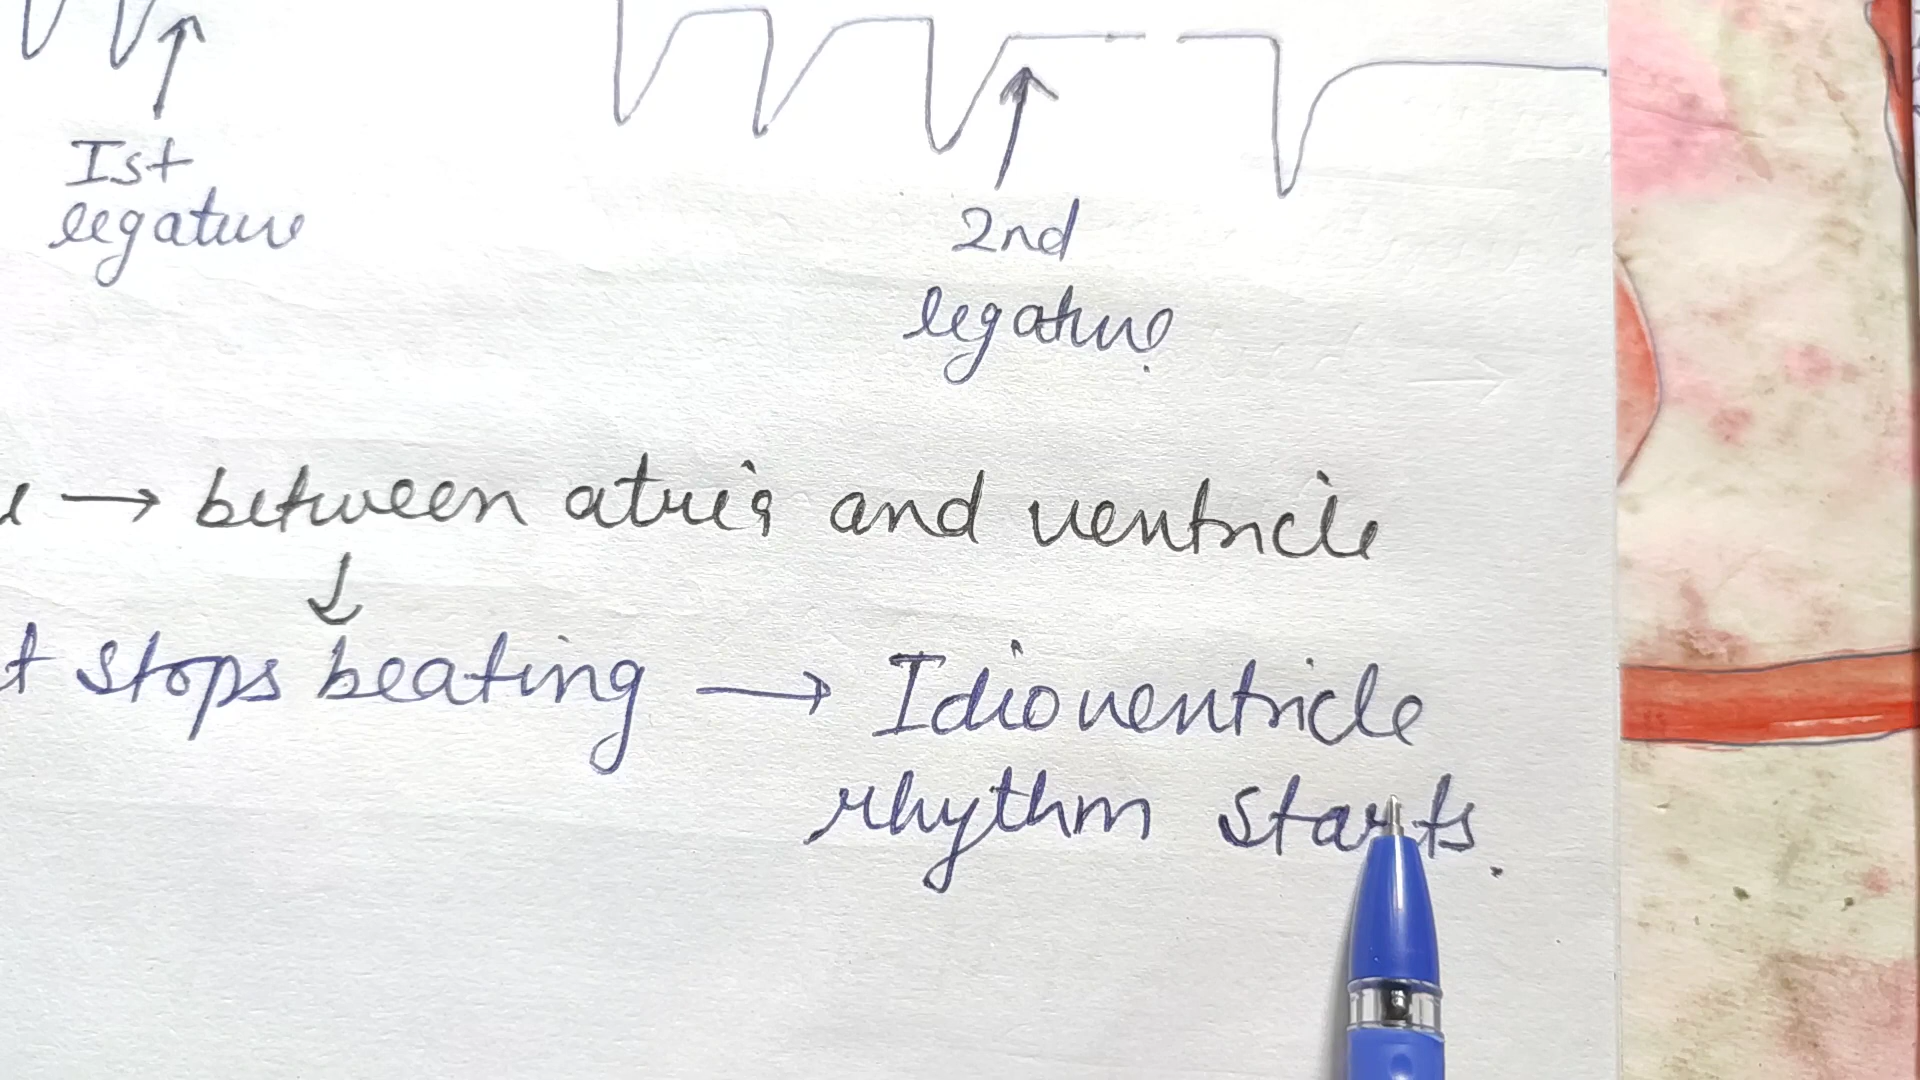 Ist
legature
2nd
legature
→ between atria and ventricle
↓
t stops beating → Idioventricle
rhythm starts.